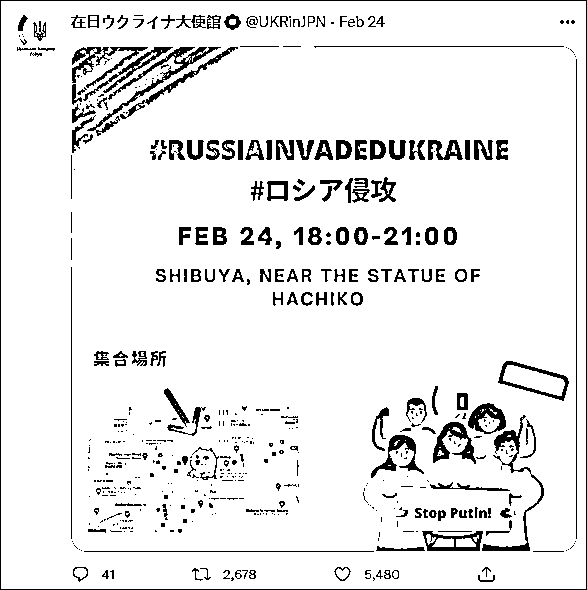 在日ウクライナ大使館 @UKRinJPN · Feb 24
#RUSSIAINVADEDUKRAINE
#ロシア侵攻
FEB 24, 18:00-21:00
SHIBUYA, NEAR THE STATUE OF
HACHIKO
集合場所
Stop Putin!
41 2,678 5,480